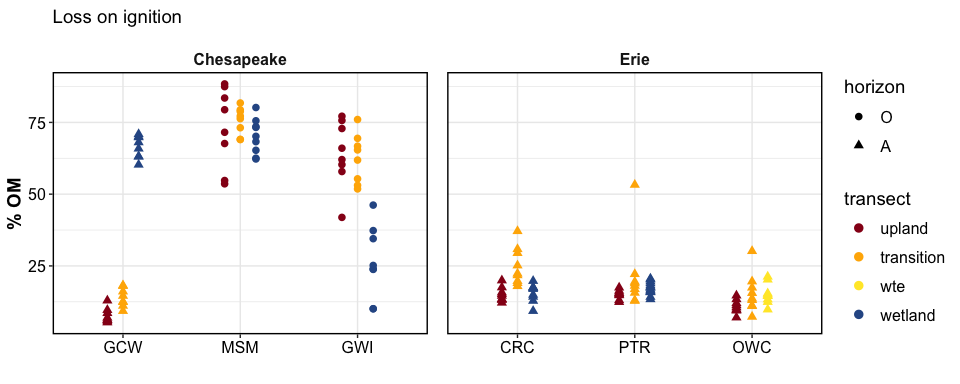 Loss on ignition
Chesapeake
Erie
% OM
75
50
25
GCW
MSM
GWI
CRC
PTR
OWC
horizon
O
A
transect
upland
transition
wte
wetland